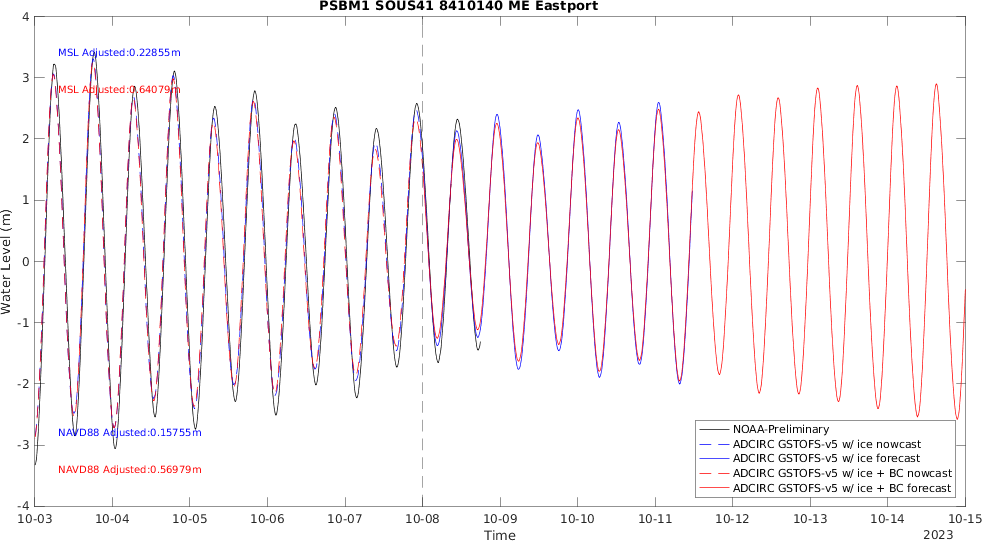 PSBM1 SOUS41 8410140 ME Eastport
4
3
2
1
0
-1
-2
-3
-4
Water Level (m)
MSL Adjusted:0.22855m
MSL Adjusted:0.64079m
NAVD88 Adjusted:0.15755m
NAVD88 Adjusted:0.56979m
NOAA-Preliminary
ADCIRC GSTOFS-v5 w/ ice nowcast
ADCIRC GSTOFS-v5 w/ ice forecast
ADCIRC GSTOFS-v5 w/ ice + BC nowcast
ADCIRC GSTOFS-v5 w/ ice + BC forecast
10-03 10-04 10-05 10-06 10-07 10-08 10-09 10-10 10-11 10-12 10-13 10-14 10-15
Time
2023